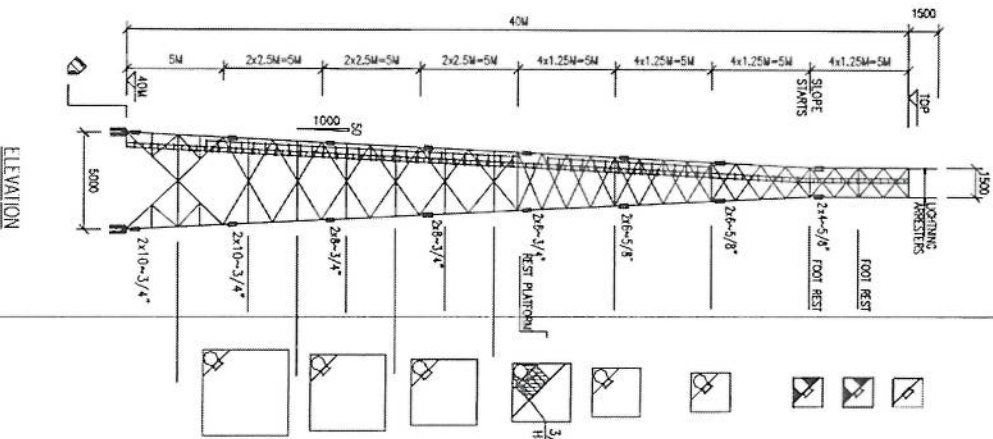 40M
1500
5M
2x2.5M=5M
2x2.5M=5M
2x2.5M=5M
4x1.25M=5M
4x1.25M=5M
4x1.25M=5M
4x1.25M=5M
40M
SLOPE
STARTS
TOP
1000
50
5000
1500
LIGHTNING
ARRESTERS
2x10~3/4"
2x10~3/4"
2x8~3/4"
2x8~3/4"
2x6~3/4"
2x6~5/8"
2x6~5/8"
2x4~5/8"
REST PLATFORM
FOOT REST
FOOT REST
ELEVATION